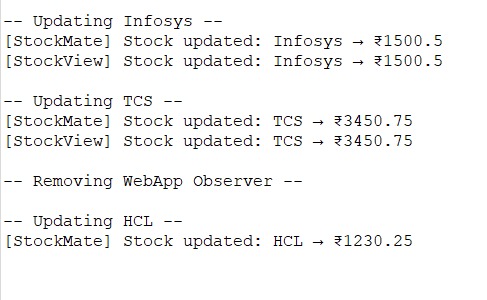 -- Updating Infosys --
[StockMate] Stock updated: Infosys → ₹1500.5
[StockView] Stock updated: Infosys → ₹1500.5
-- Updating TCS --
[StockMate] Stock updated: TCS → ₹3450.75
[StockView] Stock updated: TCS → ₹3450.75
-- Removing WebApp Observer --
-- Updating HCL --
[StockMate] Stock updated: HCL → ₹1230.25